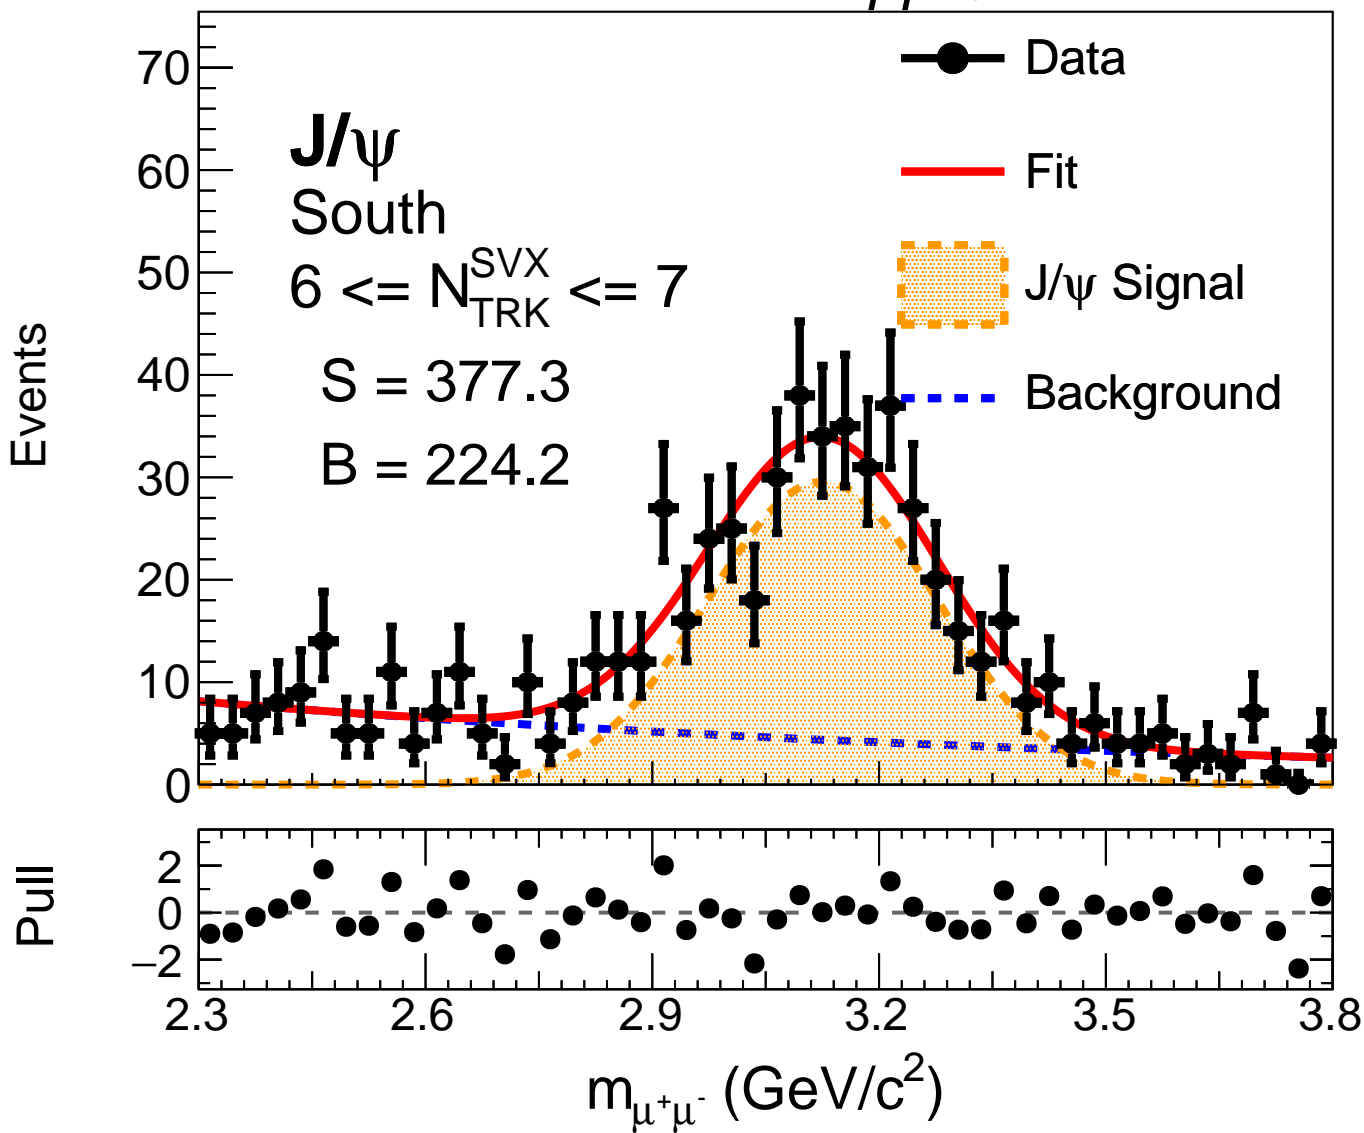 Data
Fit
J/ψ Signal
Background
J/ψ
South
6 <= N^SVX_TRK <= 7
S = 377.3
B = 224.2
Events
70
60
50
40
30
20
10
0
Pull
2
0
−2
2.3 2.6 2.9 3.2 3.5 3.8
m_μ⁺μ⁻ (GeV/c²)